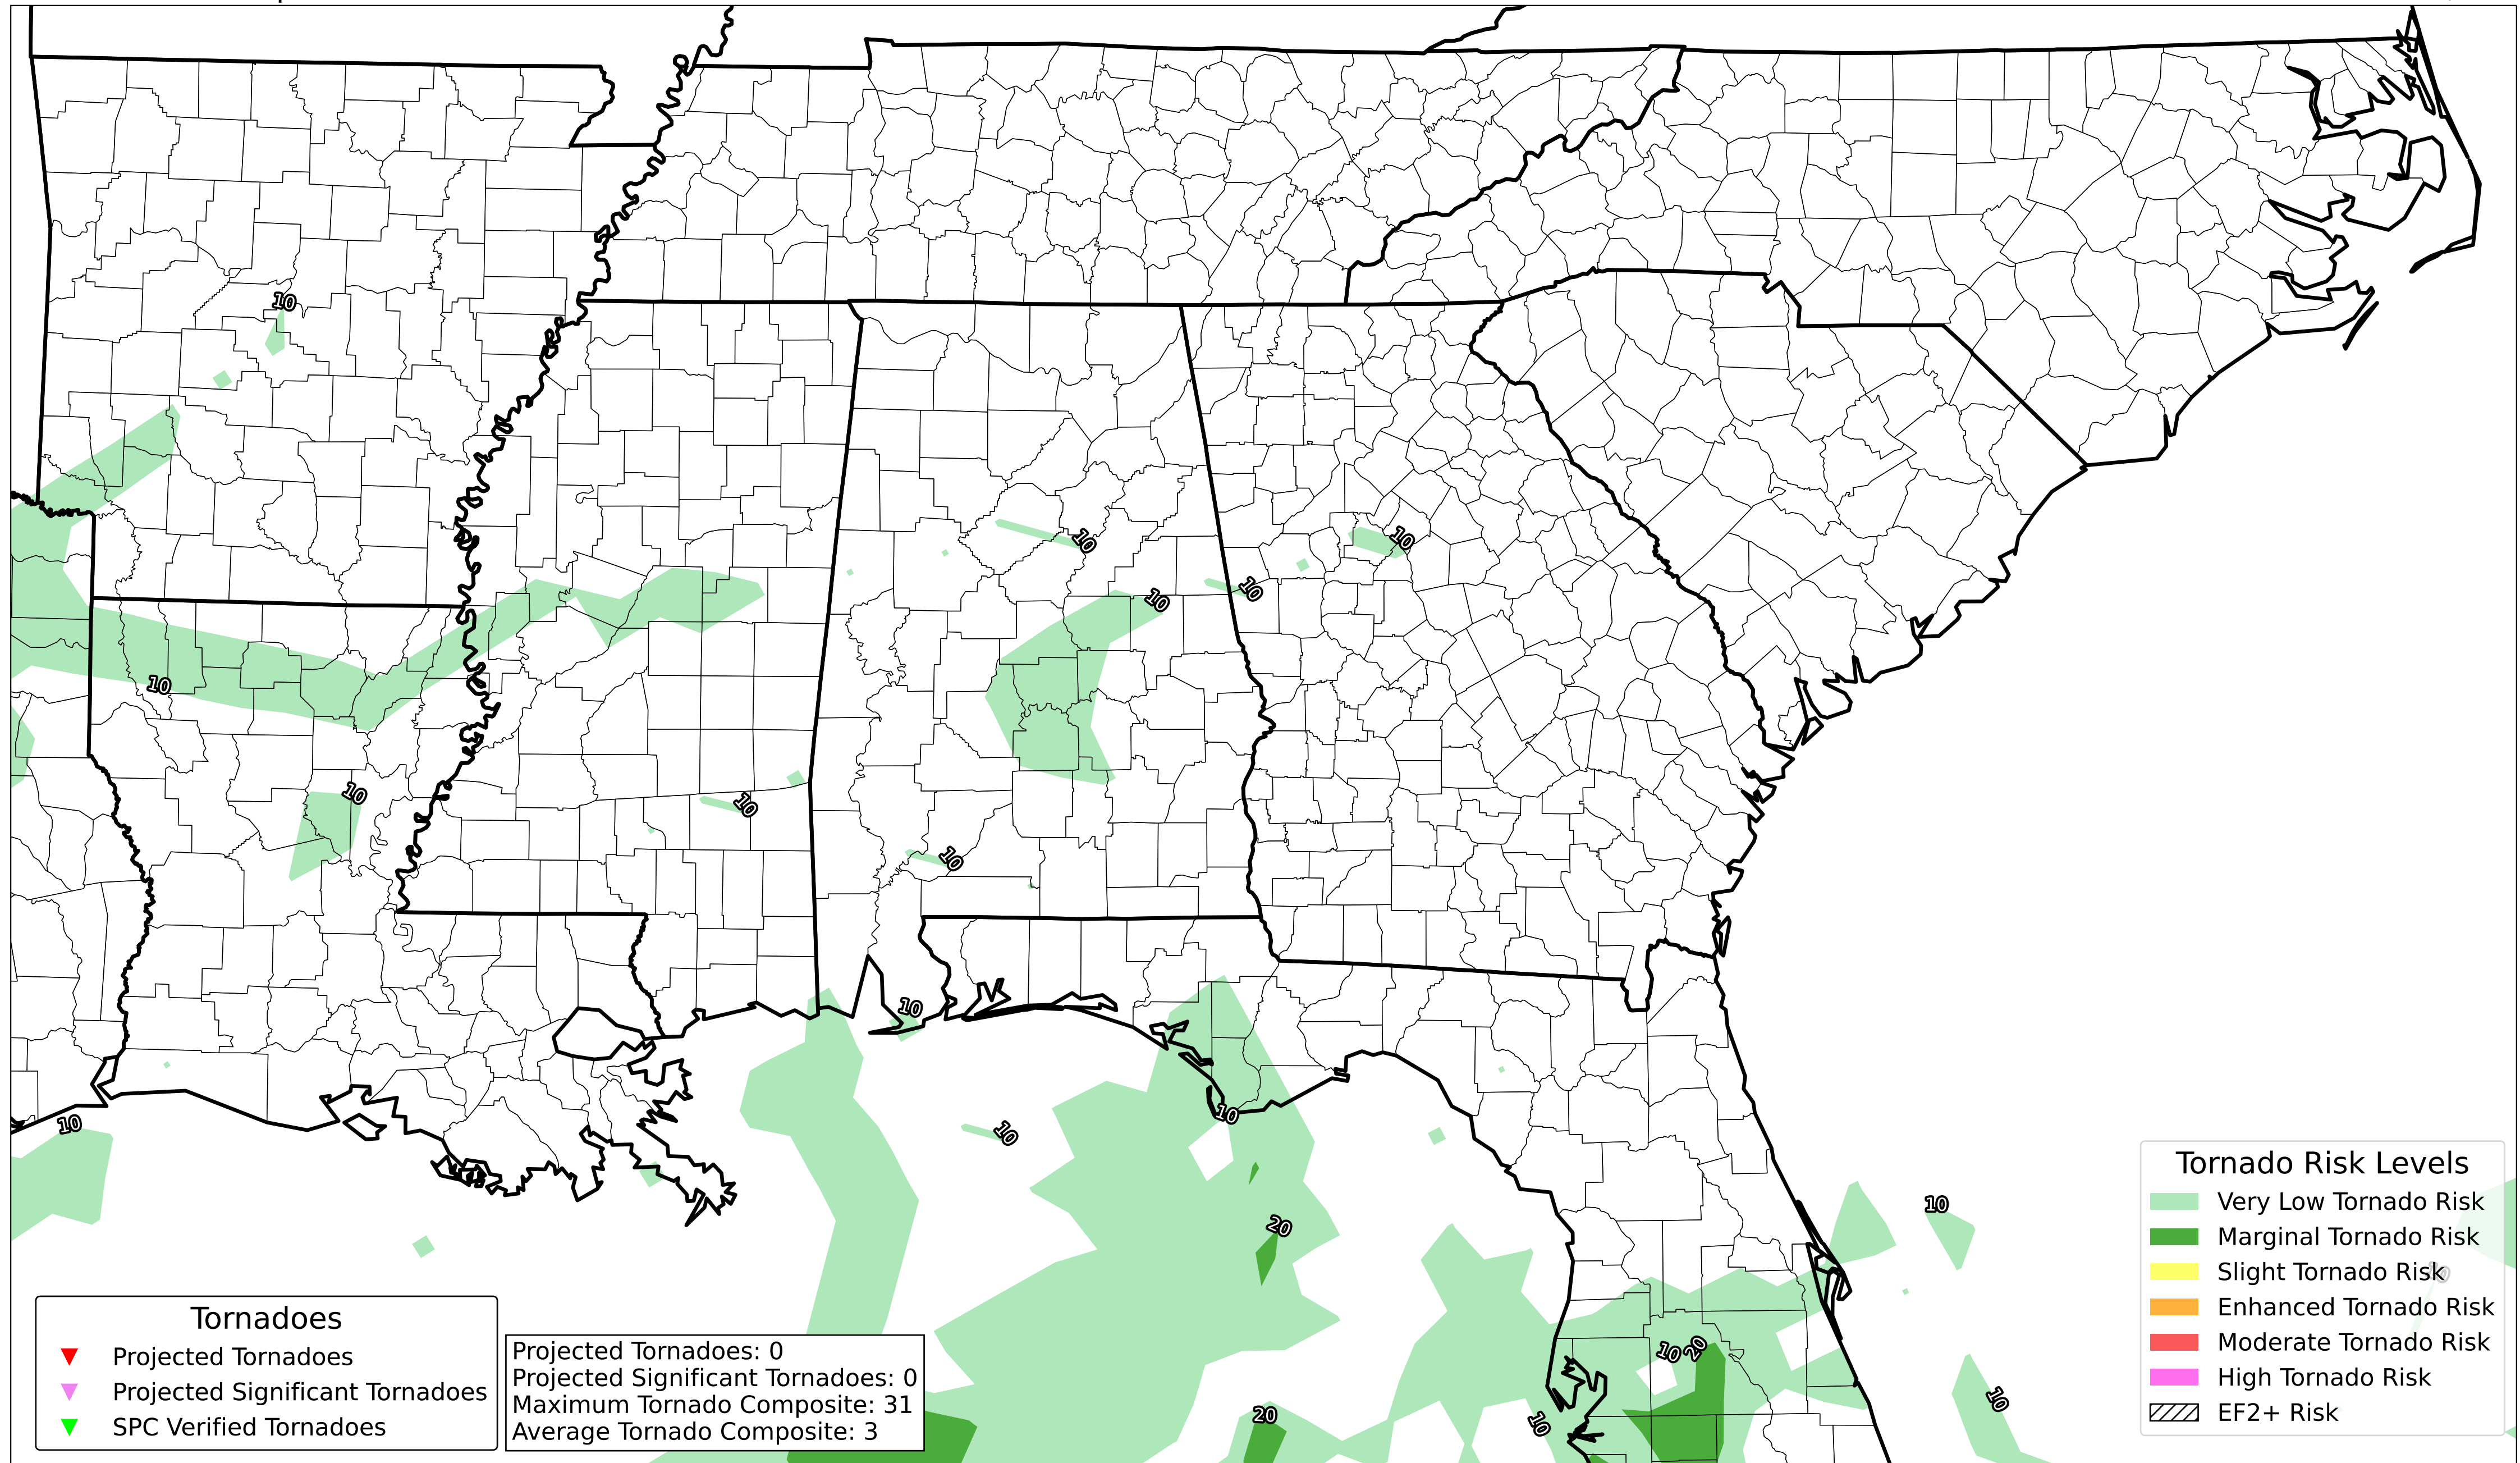 10
10
10
10
10
10
10
10
10
10
10
10
10
10
20
10
10
20
10
20
10
10
Tornadoes
Projected Tornadoes
Projected Significant Tornadoes
SPC Verified Tornadoes
Projected Tornadoes: 0
Projected Significant Tornadoes: 0
Maximum Tornado Composite: 31
Average Tornado Composite: 3
Tornado Risk Levels
Very Low Tornado Risk
Marginal Tornado Risk
Slight Tornado Risk
Enhanced Tornado Risk
Moderate Tornado Risk
High Tornado Risk
EF2+ Risk